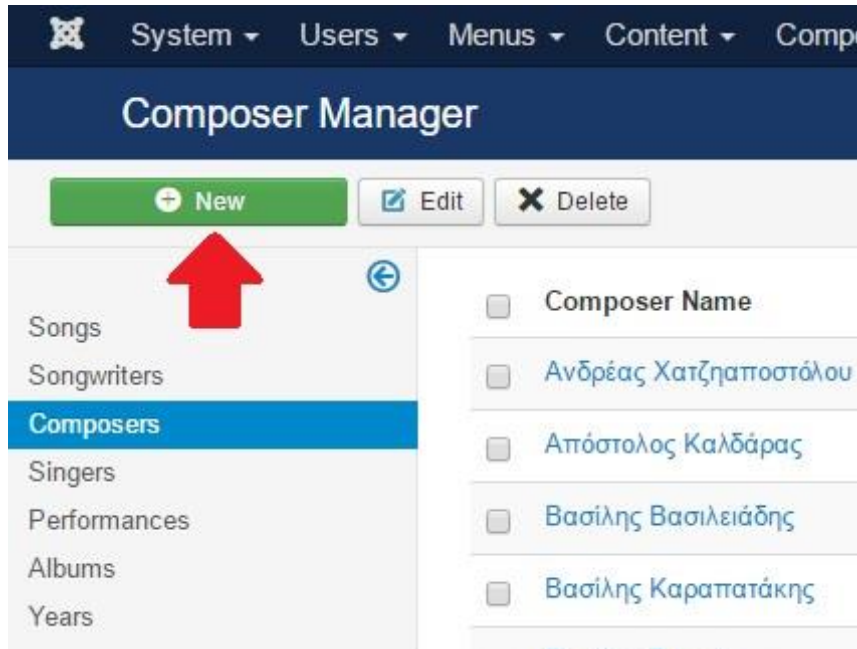 System Users Menus Content Compo
Composer Manager
New Edit Delete
Songs
Songwriters
Composers
Singers
Performances
Albums
Years
Composer Name
Ανδρέας Χατζηαποστόλου
Απόστολος Καλδάρας
Βασίλης Βασιλειάδης
Βασίλης Καραπατάκης